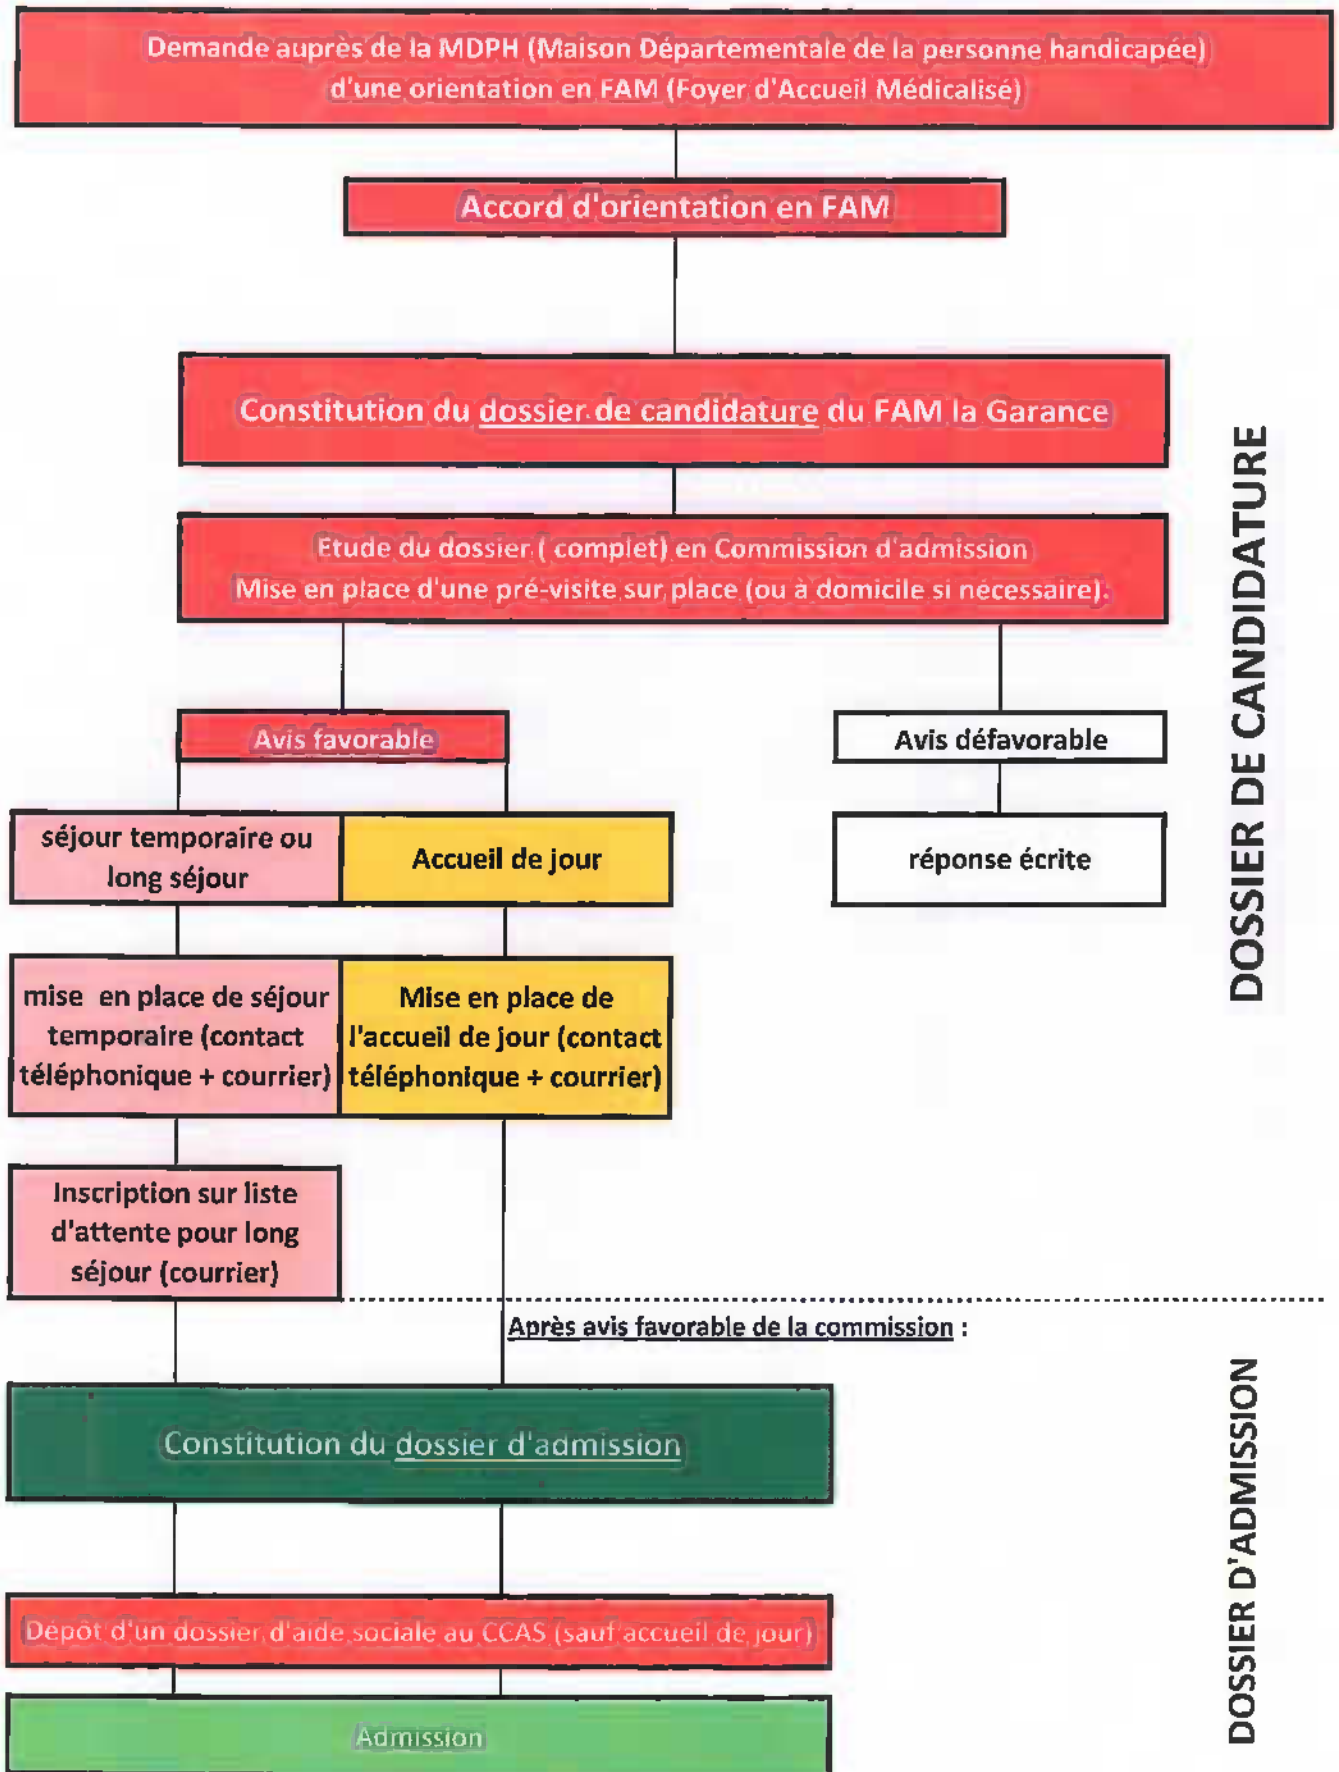 Demande auprès de la MDPH (Maison Départementale de la personne handicapée)
d'une orientation en FAM (Foyer d'Accueil Médicalisé)
Accord d'orientation en FAM
Constitution du dossier de candidature du FAM la Garance
Etude du dossier ( complet) en Commission d'admission
Mise en place d'une pré-visite sur place (ou à domicile si nécessaire).
DOSSIER DE CANDIDATURE
Avis favorable
Avis défavorable
séjour temporaire ou
long séjour
Accueil de jour
réponse écrite
mise en place de séjour
temporaire (contact
téléphonique + courrier)
Mise en place de
l'accueil de jour (contact
téléphonique + courrier)
Inscription sur liste
d'attente pour long
séjour (courrier)
Après avis favorable de la commission :
Constitution du dossier d'admission
DOSSIER D'ADMISSION
Dépôt d'un dossier d'aide sociale au CCAS (sauf accueil de jour)
Admission